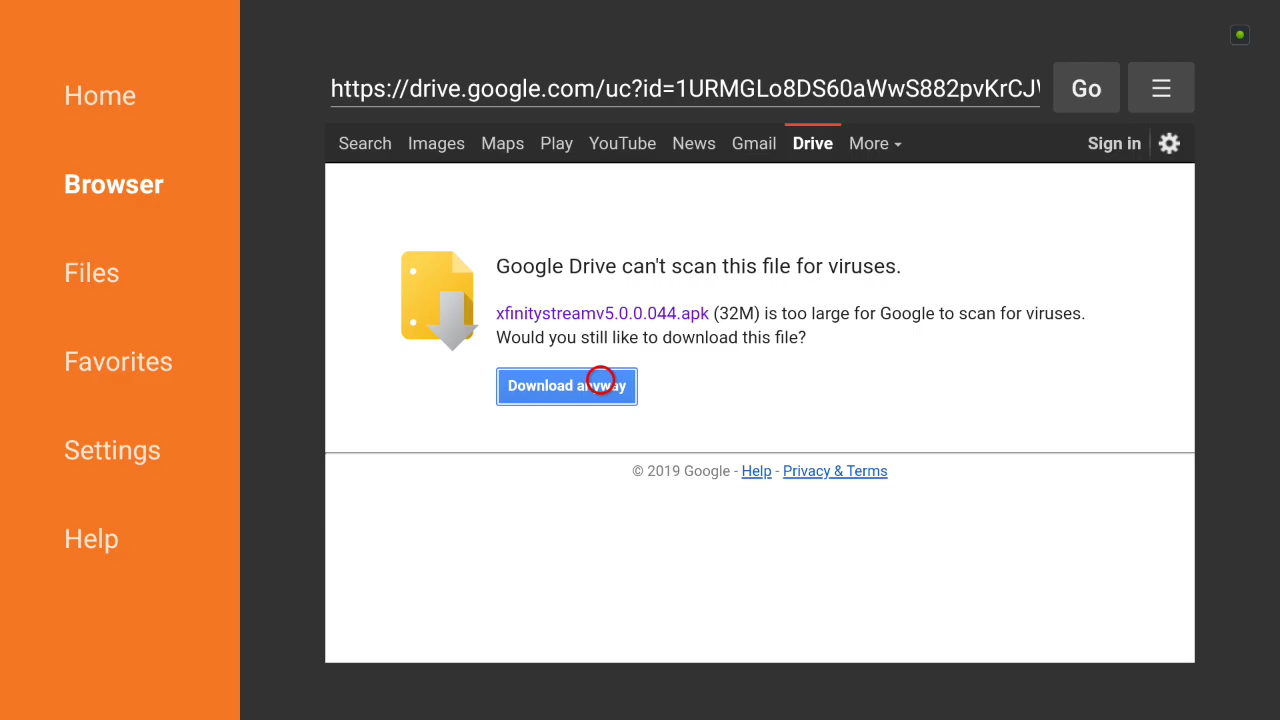 Home
Browser
Files
Favorites
Settings
Help
https://drive.google.com/uc?id=1URMGLo8DS60aWwS882pvKrCJ
Go
Search Images Maps Play YouTube News Gmail Drive More Sign in
Google Drive can't scan this file for viruses.
xfinitystreamv5.0.0.044.apk (32M) is too large for Google to scan for viruses.
Would you still like to download this file?
Download anyway
© 2019 Google - Help - Privacy & Terms